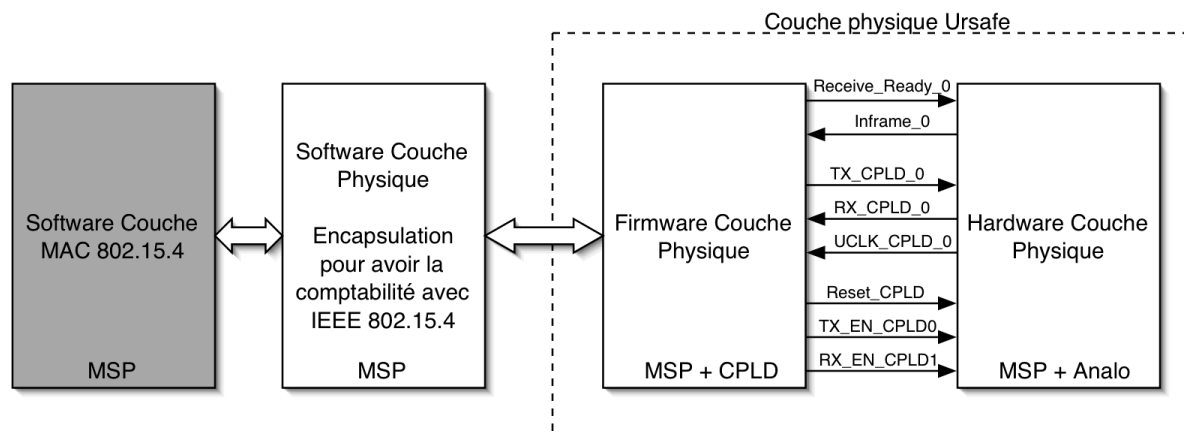 Couche physique Ursafe
Software Couche
MAC 802.15.4
MSP
Software Couche
Physique
Encapsulation
pour avoir la
comptabilité avec
IEEE 802.15.4
MSP
Firmware Couche
Physique
MSP + CPLD
Receive_Ready_0
Inframe_0
TX_CPLD_0
RX_CPLD_0
UCLK_CPLD_0
Reset_CPLD
TX_EN_CPLD0
RX_EN_CPLD1
Hardware Couche
Physique
MSP + Analo